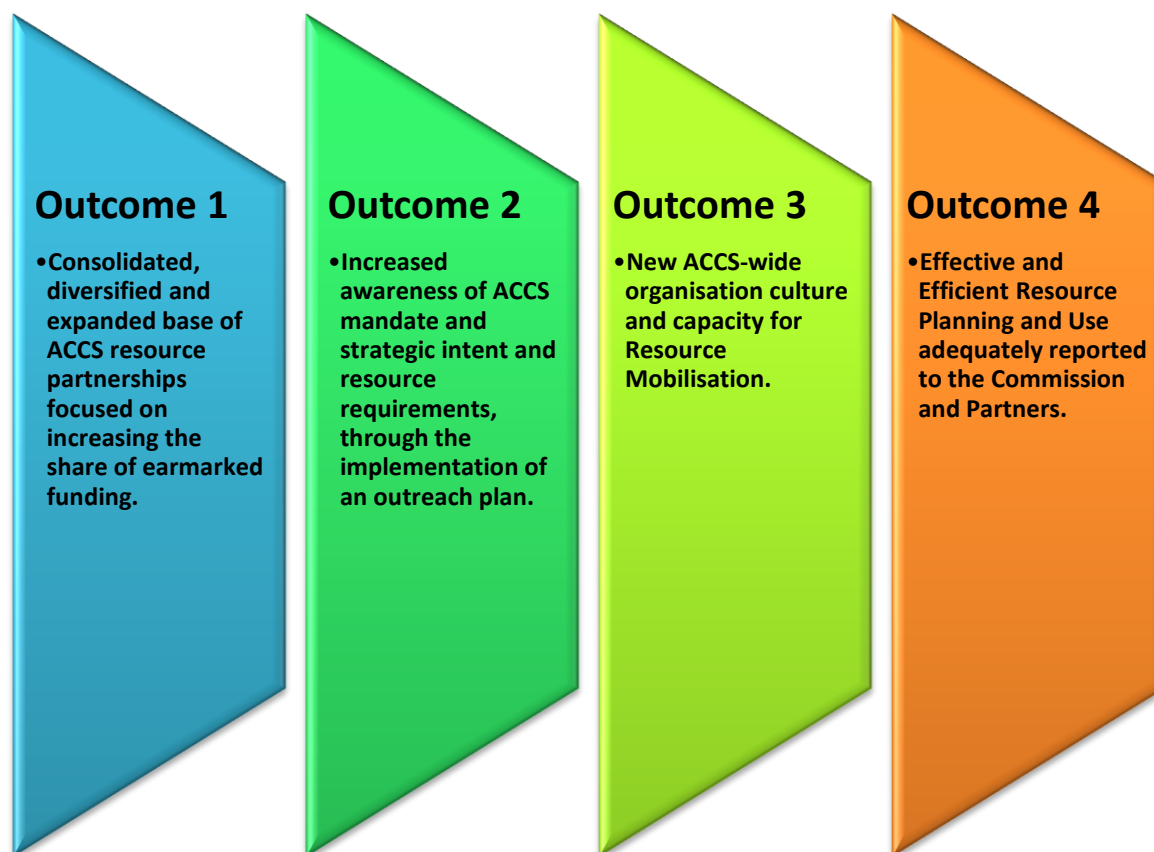 Outcome 1
•Consolidated,
diversified and
expanded base of
ACCS resource
partnerships
focused on
increasing the
share of earmarked
funding.
Outcome 2
•Increased
awareness of ACCS
mandate and
strategic intent and
resource
requirements,
through the
implementation of
an outreach plan.
Outcome 3
•New ACCS-wide
organisation culture
and capacity for
Resource
Mobilisation.
Outcome 4
•Effective and
Efficient Resource
Planning and Use
adequately reported
to the Commission
and Partners.